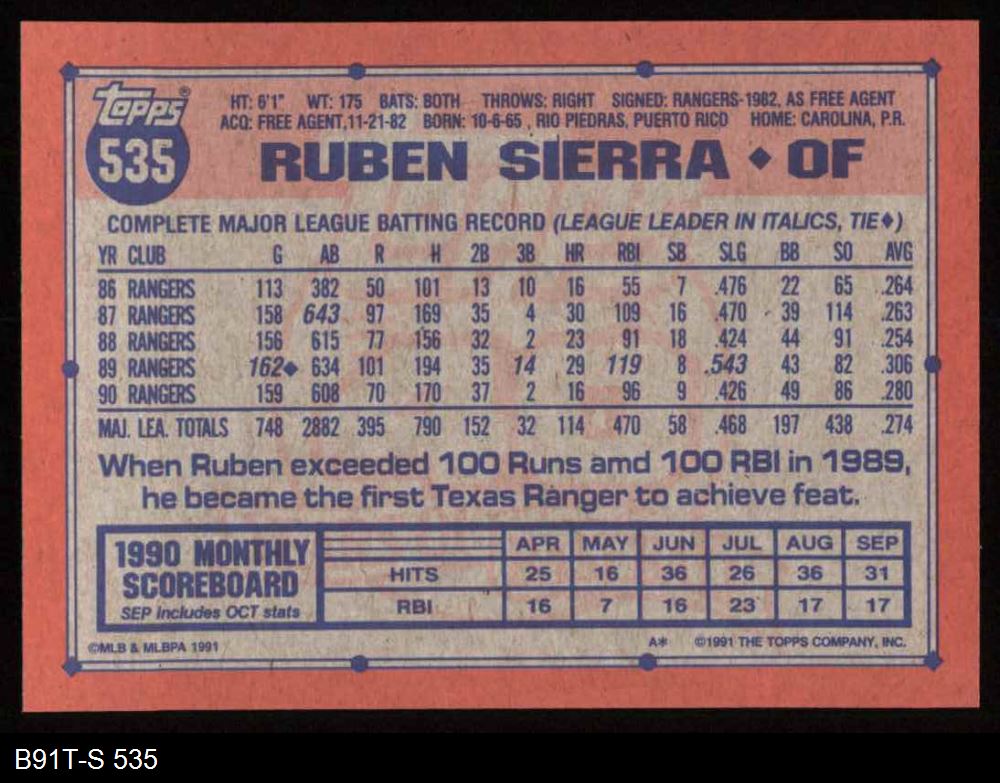 topps®
535
HT: 6'1" WT: 175 BATS: BOTH THROWS: RIGHT SIGNED: RANGERS-1982, AS FREE AGENT
ACQ: FREE AGENT,11-21-82 BORN: 10-6-65 , RIO PIEDRAS, PUERTO RICO HOME: CAROLINA, P.R.
RUBEN SIERRA ◆ OF
COMPLETE MAJOR LEAGUE BATTING RECORD (LEAGUE LEADER IN ITALICS, TIE◆)
YR CLUB G AB R H 2B 3B HR RBI SB SLG BB SO AVG
86 RANGERS 113 382 50 101 13 10 16 55 7 .476 22 65 .264
87 RANGERS 158 643 97 169 35 4 30 109 16 .470 39 114 .263
88 RANGERS 156 615 77 156 32 2 23 91 18 .424 44 91 .254
89 RANGERS 162◆ 634 101 194 35 14 29 119 8 .543 43 82 .306
90 RANGERS 159 608 70 170 37 2 16 96 9 .426 49 86 .280
MAJ. LEA. TOTALS 748 2882 395 790 152 32 114 470 58 .468 197 438 .274
When Ruben exceeded 100 Runs amd 100 RBI in 1989,
he became the first Texas Ranger to achieve feat.
1990 MONTHLY
SCOREBOARD
SEP includes OCT stats
APR MAY JUN JUL AUG SEP
HITS 25 16 36 26 36 31
RBI 16 7 16 23 17 17
©MLB & MLBPA 1991
A* ©1991 THE TOPPS COMPANY, INC.
B91T-S 535